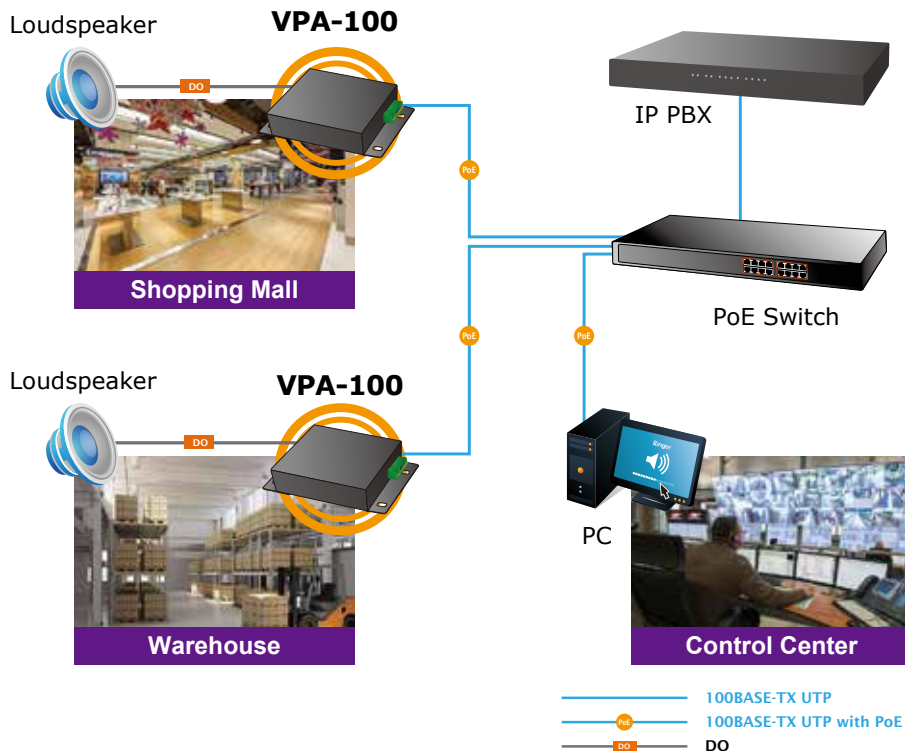 Loudspeaker
VPA-100
DO
IP PBX
PoE
Shopping Mall
PoE Switch
PoE
PoE
Loudspeaker
VPA-100
DO
Ringer
PC
Warehouse
Control Center
100BASE-TX UTP
PoE
100BASE-TX UTP with PoE
DO
DO